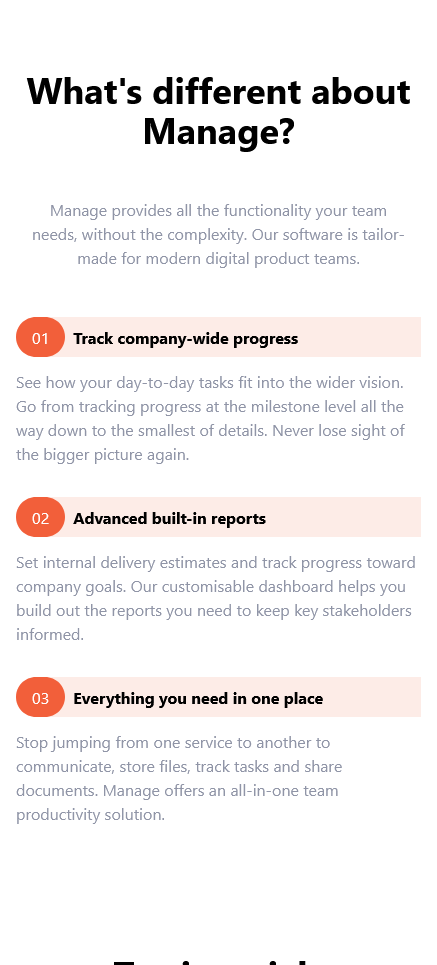 What's different about
Manage?
Manage provides all the functionality your team
needs, without the complexity. Our software is tailor-
made for modern digital product teams.
01 Track company-wide progress
See how your day-to-day tasks fit into the wider vision.
Go from tracking progress at the milestone level all the
way down to the smallest of details. Never lose sight of
the bigger picture again.
02 Advanced built-in reports
Set internal delivery estimates and track progress toward
company goals. Our customisable dashboard helps you
build out the reports you need to keep key stakeholders
informed.
03 Everything you need in one place
Stop jumping from one service to another to
communicate, store files, track tasks and share
documents. Manage offers an all-in-one team
productivity solution.